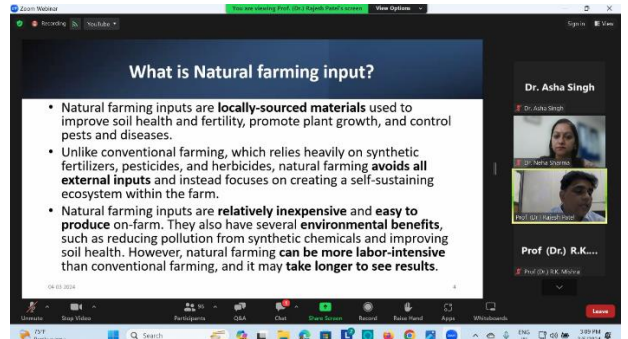 Zoom Webinar
You are viewing Prof. (Dr.) Rajesh Patel's screen
View Options
Recording
YouTube
Sign in
View
What is Natural farming input?
• Natural farming inputs are locally-sourced materials used to
improve soil health and fertility, promote plant growth, and control
pests and diseases.
• Unlike conventional farming, which relies heavily on synthetic
fertilizers, pesticides, and herbicides, natural farming avoids all
external inputs and instead focuses on creating a self-sustaining
ecosystem within the farm.
• Natural farming inputs are relatively inexpensive and easy to
produce on-farm. They also have several environmental benefits,
such as reducing pollution from synthetic chemicals and improving
soil health. However, natural farming can be more labor-intensive
than conventional farming, and it may take longer to see results.
04-03-2024
4
Dr. Asha Singh
Dr. Asha Singh
Dr. Neha Sharma
Prof. (Dr.) Rajesh Patel
Prof (Dr.) R.K....
Prof (Dr.) R.K. Mishra
Unmute
Stop Video
Participants
95
Q&A
Chat
Share Screen
Record
Raise Hand
Apps
Whiteboards
Leave
75°F
Search
ENG
3:09 PM